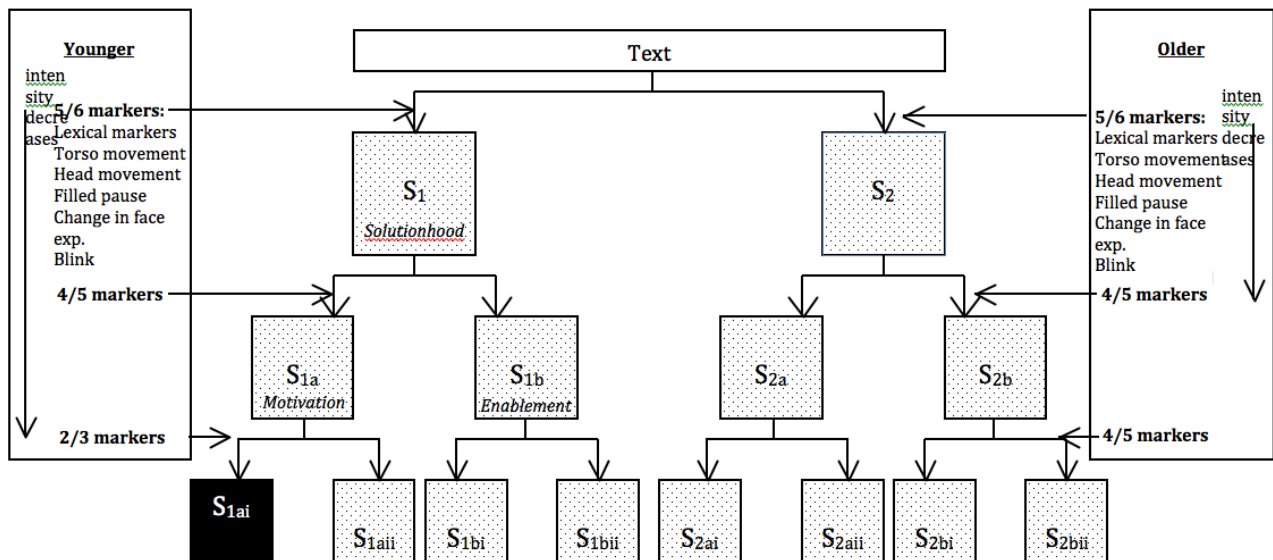 Younger
inten
sity
decre
ases
5/6 markers:
Lexical markers
Torso movement
Head movement
Filled pause
Change in face
exp.
Blink
4/5 markers
2/3 markers
Text
S1
Solutionhood
S2
S1a
Motivation
S1b
Enablement
S2a
S2b
S1ai
S1aii
S1bi
S1bii
S2ai
S2aii
S2bi
S2bii
Older
inten
sity
decre
ases
5/6 markers:
Lexical markers
Torso movement
Head movement
Filled pause
Change in face
exp.
Blink
4/5 markers
4/5 markers